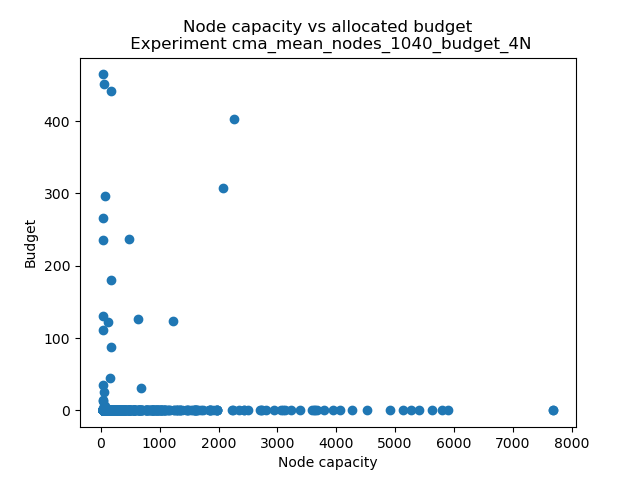 Node capacity vs allocated budget
Experiment cma_mean_nodes_1040_budget_4N
Budget
400
300
200
100
0
0 1000 2000 3000 4000 5000 6000 7000 8000
Node capacity